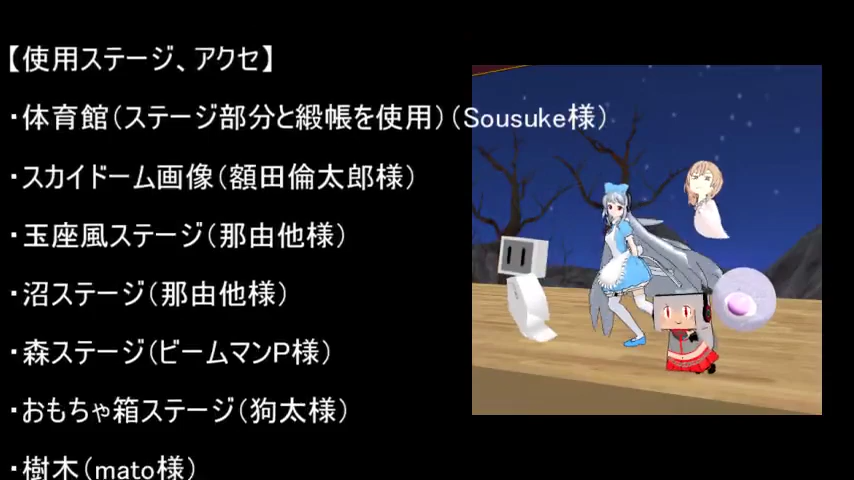 【使用ステージ、アクセ】
・体育館(ステージ部分と緞帳を使用)(Sousuke様)
・スカイドーム画像(額田倫太郎様)
・玉座風ステージ(那由他様)
・沼ステージ(那由他様)
・森ステージ(ビームマンP様)
・おもちゃ箱ステージ(狗太様)
・樹木(mato様)